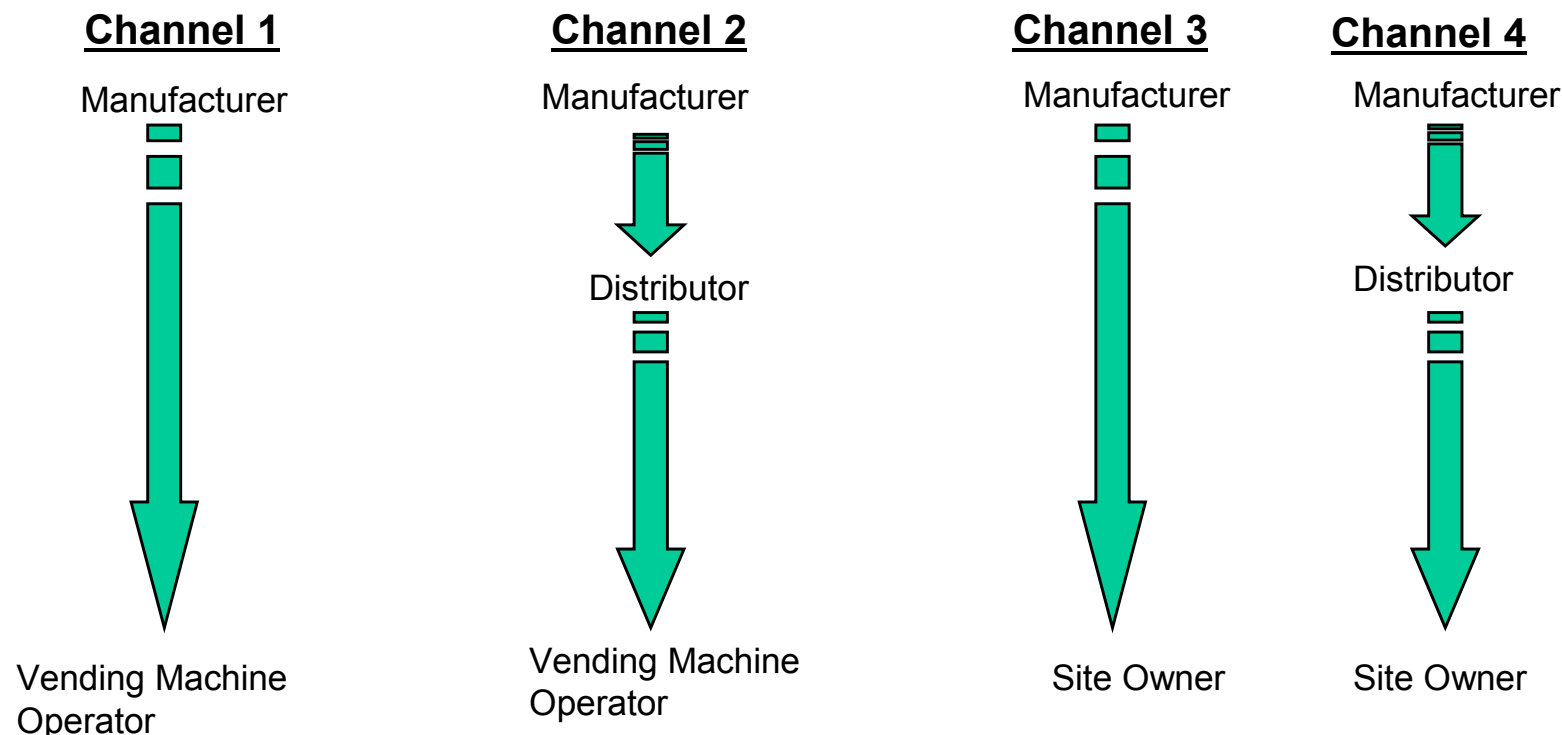 Channel 1
Manufacturer
Vending Machine
Operator
Channel 2
Manufacturer
Distributor
Vending Machine
Operator
Channel 3
Manufacturer
Site Owner
Channel 4
Manufacturer
Distributor
Site Owner